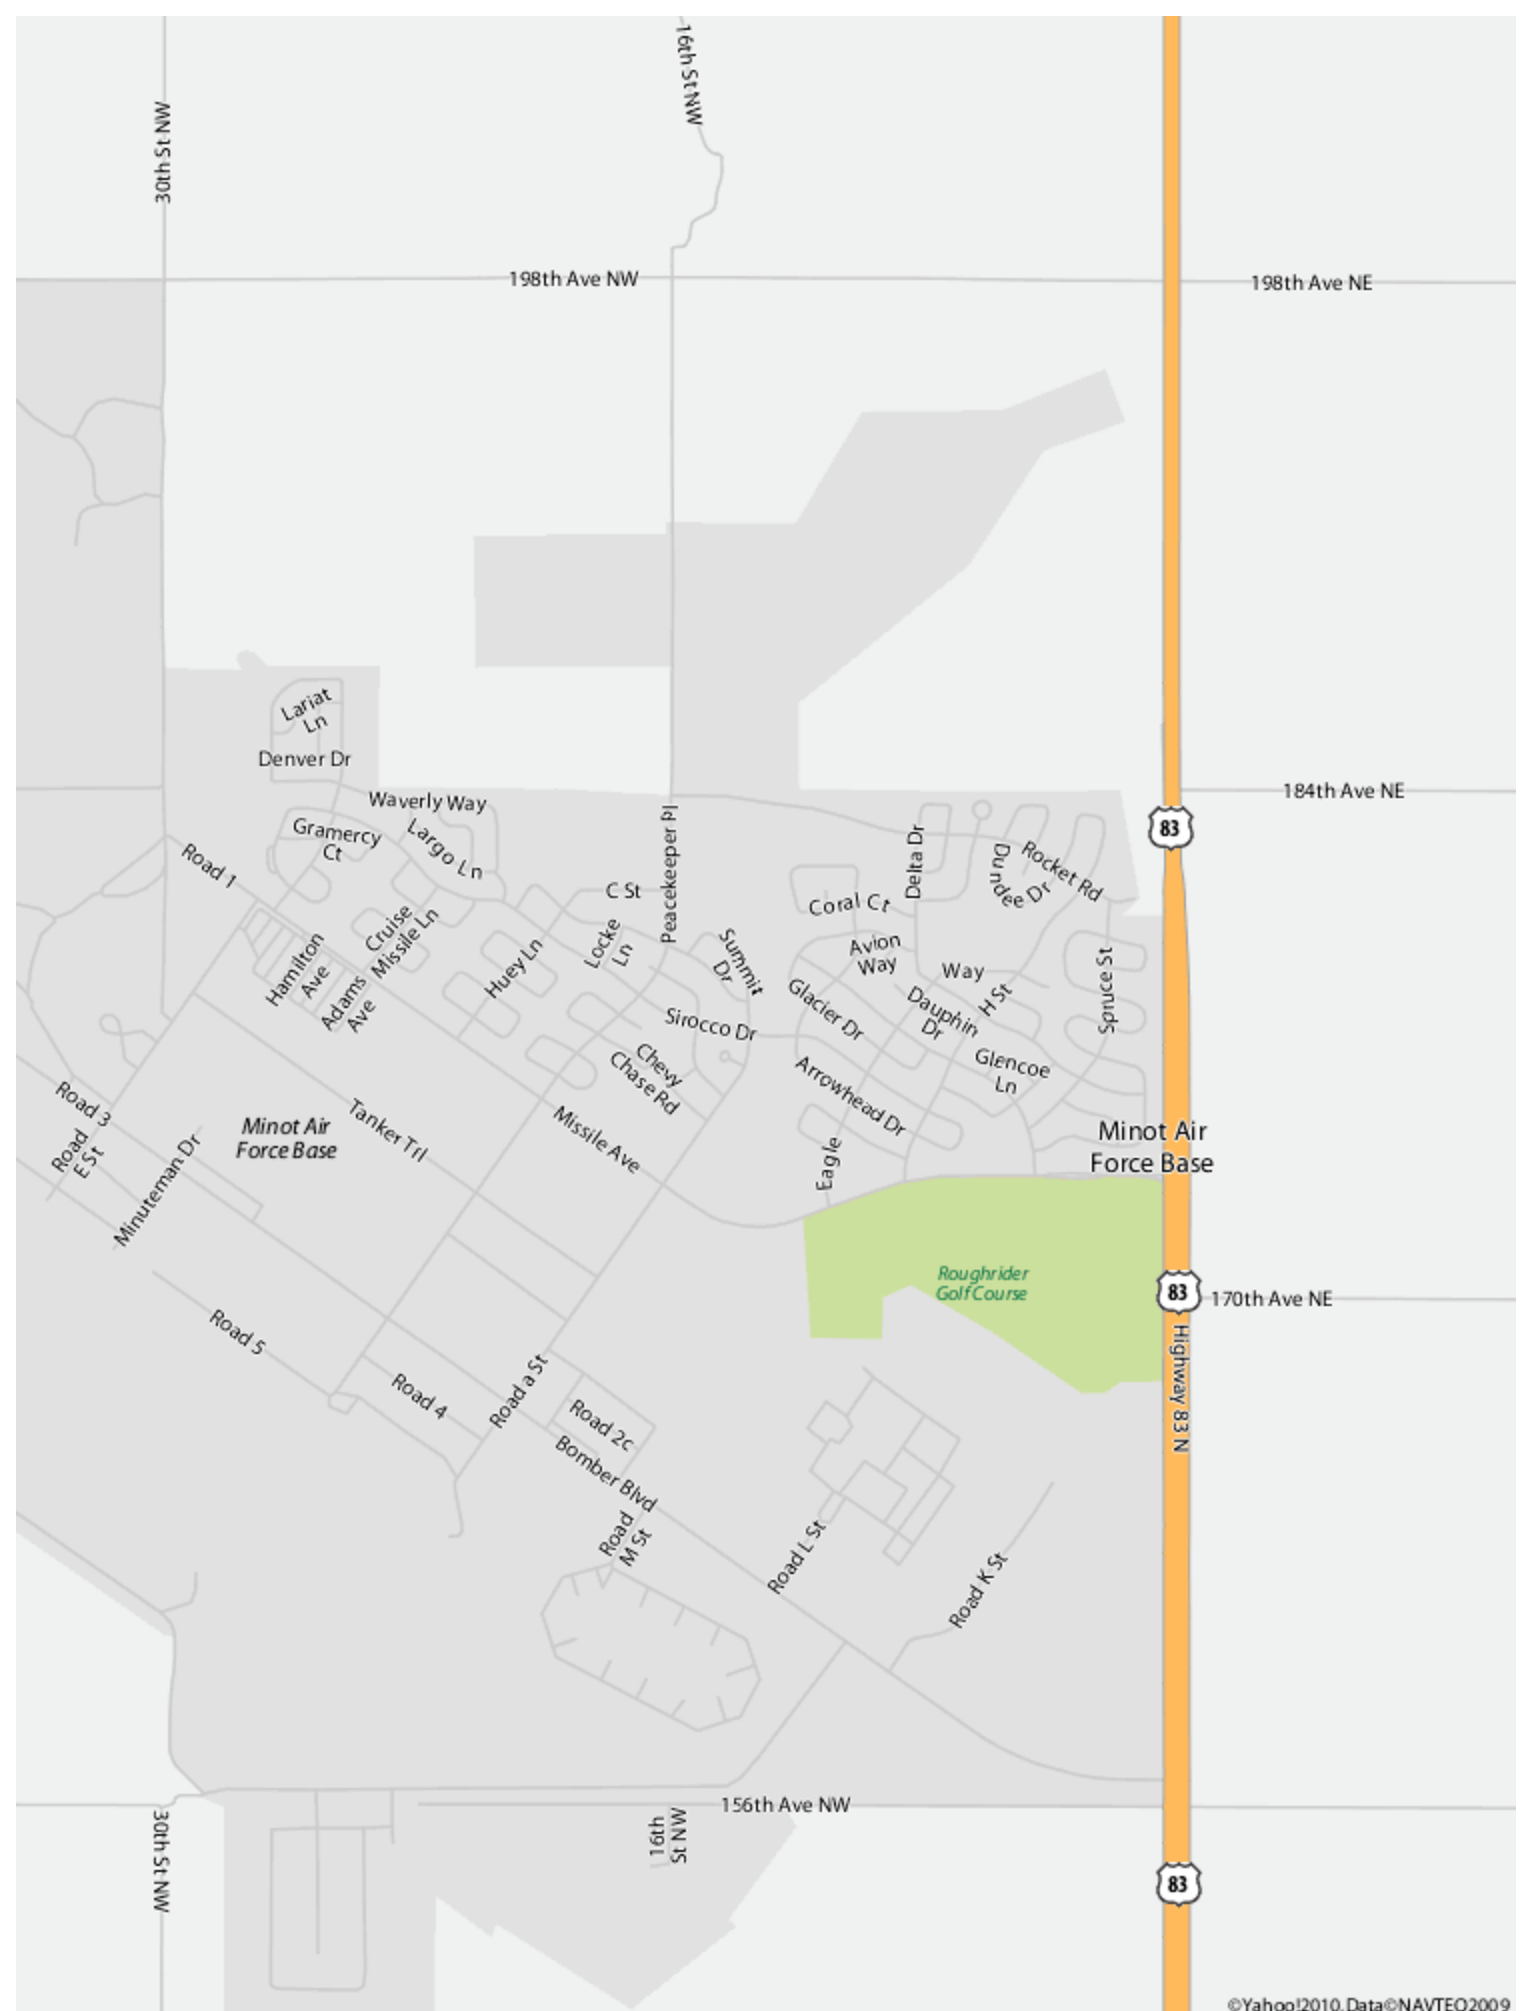 16th St NW
30th St NW
198th Ave NW
198th Ave NE
Lariat
Ln
Denver Dr
Waverly Way
184th Ave NE
83
Gramercy
Ct
Largo Ln
Peacekeeper Pl
Delta Dr
Dundee Dr
Rocket Rd
Road 1
C St
Coral Ct
Cruise
Missile Ln
Hamilton
Ave
Adams
Ave
Huey Ln
Locke
Ln
Summit
Dr
Avion
Way
Way
H St
Spruce St
Glacier Dr
Dauphin
Dr
Sirocco Dr
Glencoe
Ln
Chevy
Chase Rd
Arrowhead Dr
Road 3
Road
E St
Minot Air
Force Base
Tanker Trl
Missile Ave
Minot Air
Force Base
Eagle
Minuteman Dr
Roughrider
Golf Course
83
170th Ave NE
Highway 83 N
Road 5
Road 4
Road a St
Road 2c
Bomber Blvd
Road
M St
Road L St
Road K St
156th Ave NW
16th
St NW
30th St NW
83
©Yahoo!2010, Data©NAVTEQ2009